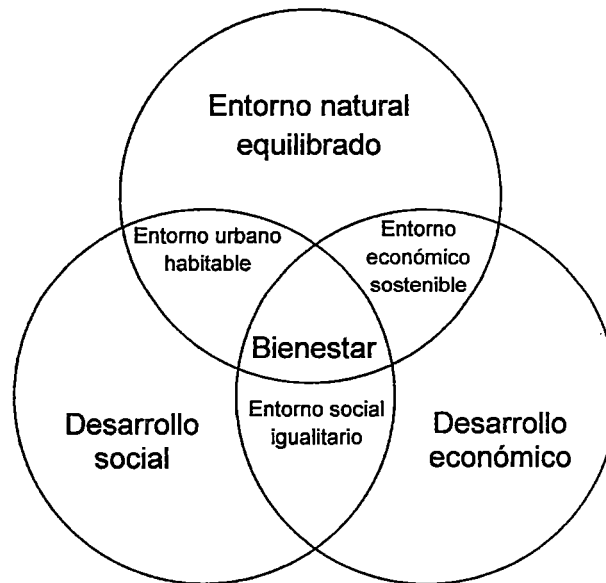 Entorno natural
equilibrado
Entorno urbano
habitable
Entorno
económico
sostenible
Bienestar
Desarrollo
social
Entorno social
igualitario
Desarrollo
económico